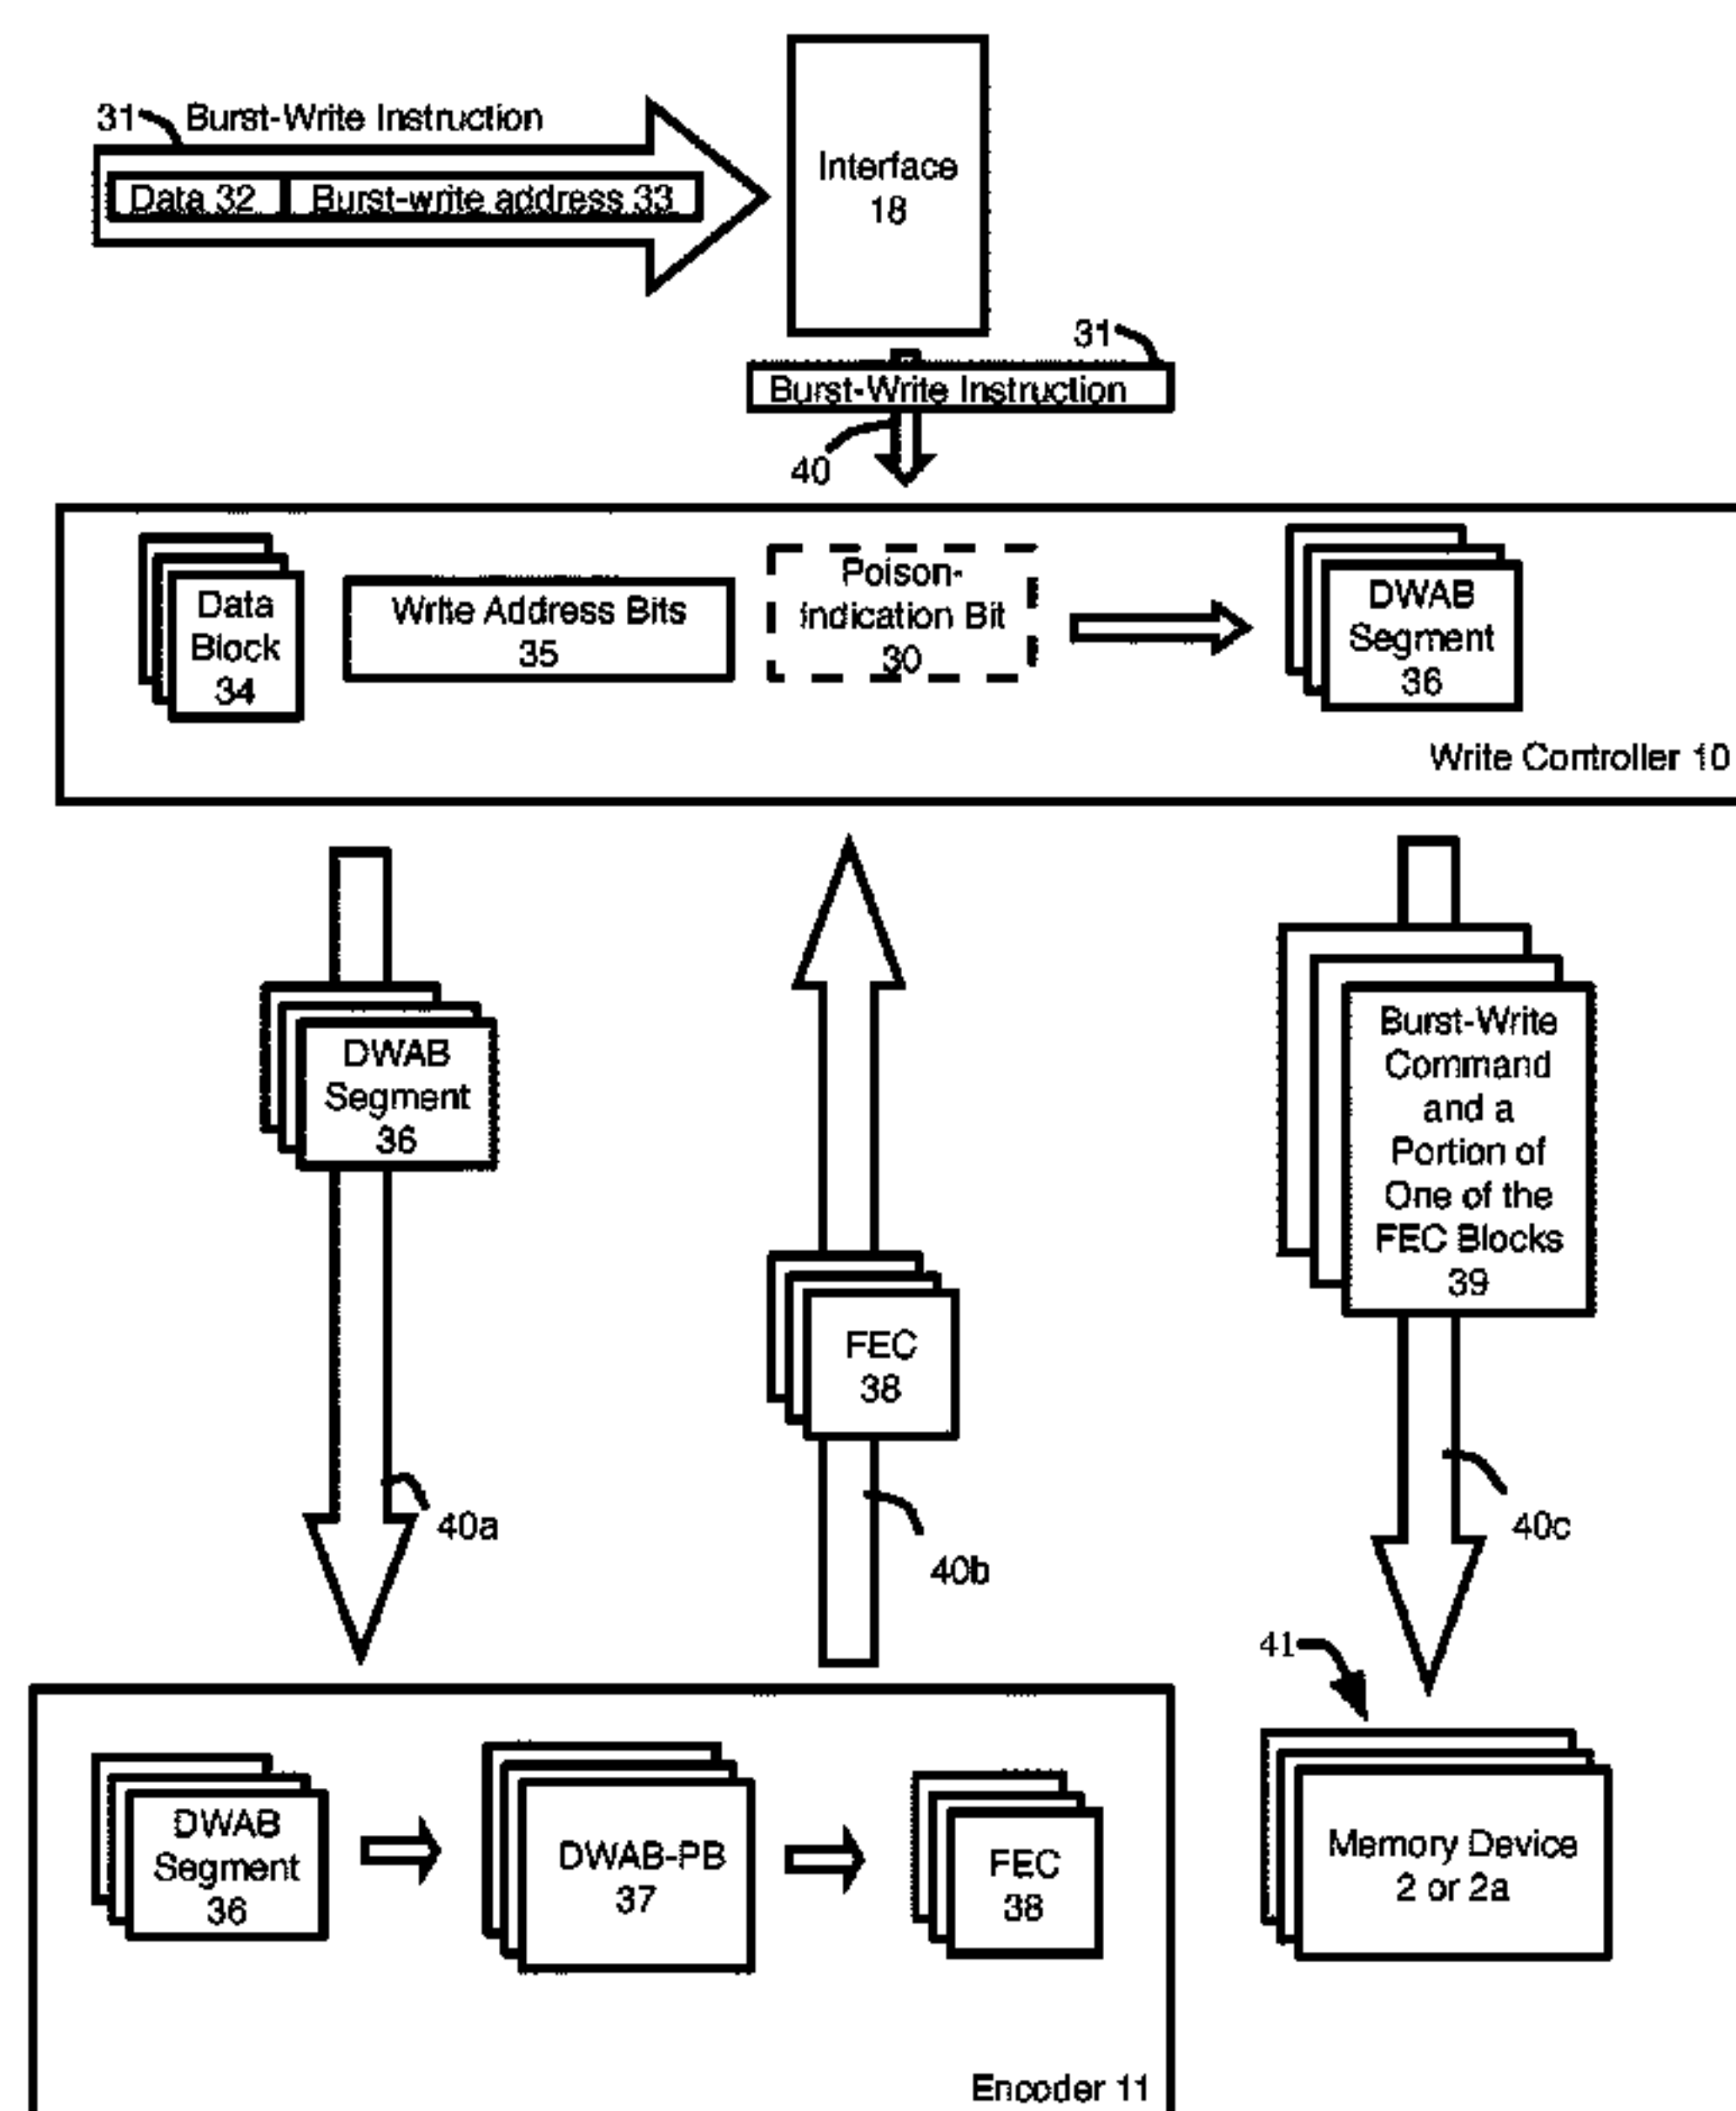 31
Burst-Write Instruction
Data 32
Burst-write address 33
Interface
18
31
Burst-Write Instruction
40
Data
Block
34
Write Address Bits
35
Poison-
Indication Bit
30
DWAB
Segment
36
Write Controller 10
DWAB
Segment
36
40a
FEC
38
40b
Burst-Write
Command
and a
Portion of
One of the
FEC Blocks
39
40c
41
DWAB
Segment
36
DWAB-PB
37
FEC
38
Encoder 11
Memory Device
2 or 2a